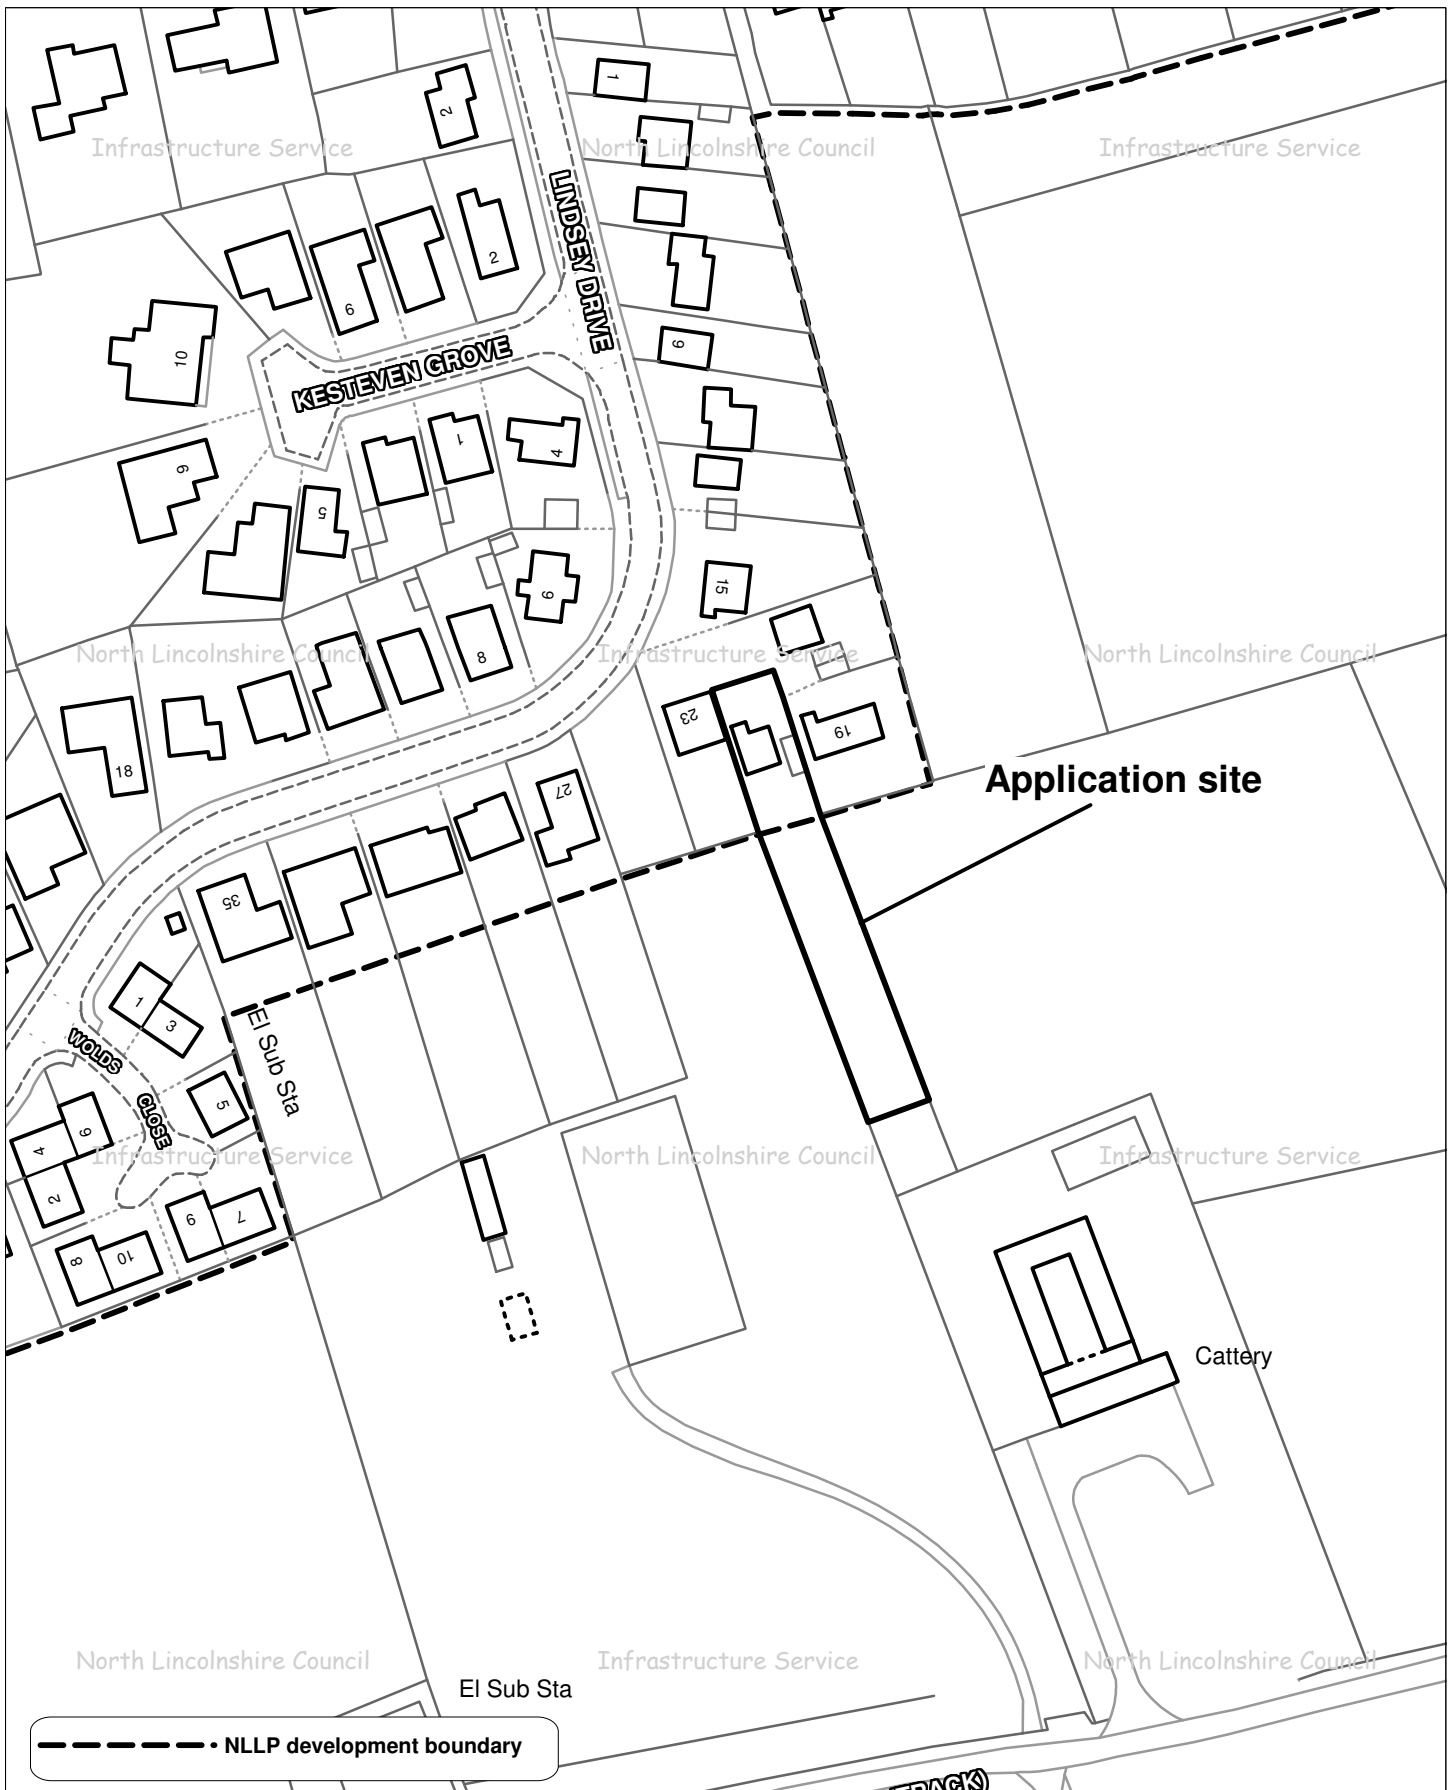 1
2
Infrastructure Service
North Lincolnshire Council
Infrastructure Service
LINDSEY DRIVE
2
6
9
10
KESTEVEN GROVE
1
4
9
5
15
9
8
North Lincolnshire Council
Infrastructure Service
North Lincolnshire Council
23
19
18
27
Application site
35
1
3
El Sub Sta
WOLDS
CLOSE
5
6
4
2
Infrastructure Service
North Lincolnshire Council
Infrastructure Service
9
7
8
10
Cattery
North Lincolnshire Council
Infrastructure Service
North Lincolnshire Council
El Sub Sta
NLLP development boundary